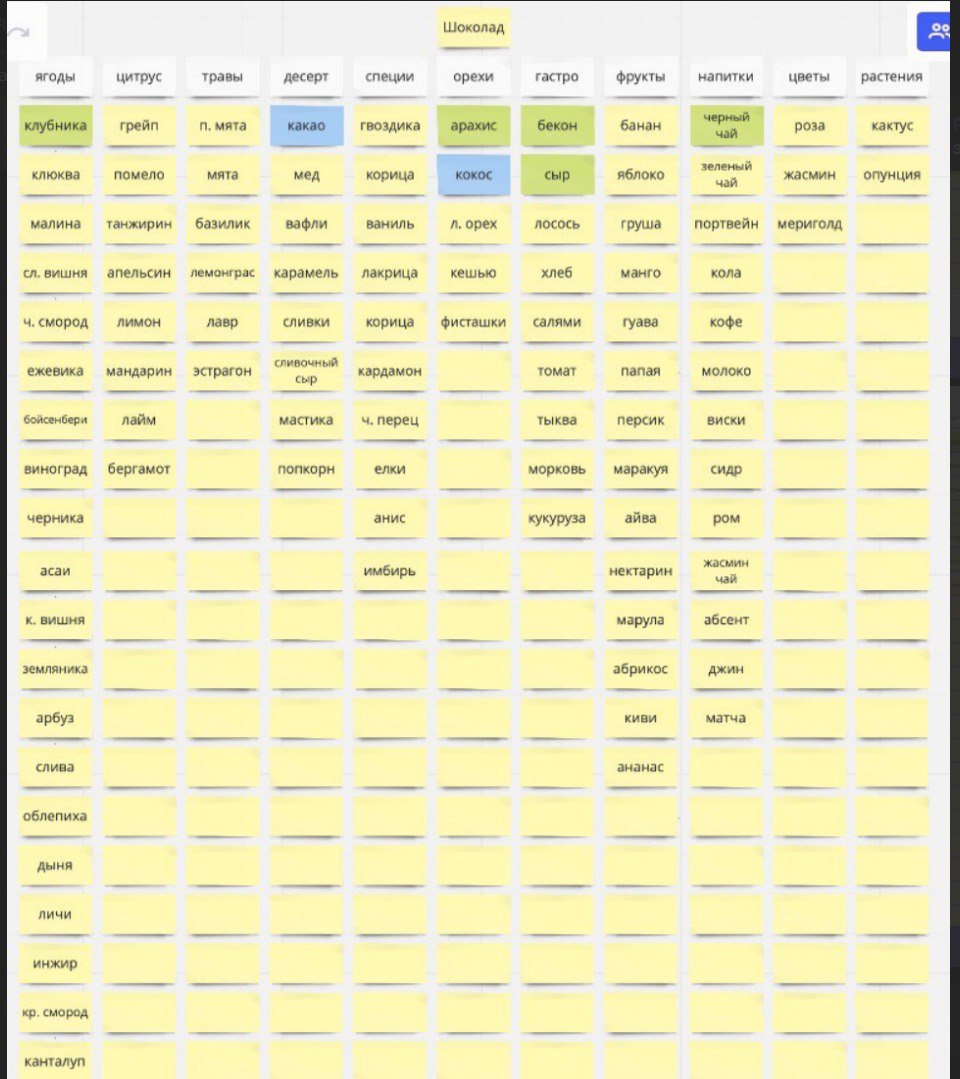 Шоколад
ягоды цитрус травы десерт специи орехи гастро фрукты напитки цветы растения
клубника грейп п. мята какао гвоздика арахис бекон банан черный чай роза кактус
клюква помело мята мед корица кокос сыр яблоко зеленый чай жасмин опунция
малина танжирин базилик вафли ваниль л. орех лосось груша портвейн мериголд
сл. вишня апельсин лемонграс карамель лакрица кешью хлеб манго кола
ч. смород лимон лавр сливки корица фисташки салями гуава кофе
ежевика мандарин эстрагон сливочный сыр кардамон томат папая молоко
бойсенбери лайм мастика ч. перец тыква персик виски
виноград бергамот попкорн елки морковь маракуя сидр
черника анис кукуруза айва ром
асаи имбирь нектарин жасмин чай
к. вишня марула абсент
земляника абрикос джин
арбуз киви матча
слива ананас
облепиха
дыня
личи
инжир
кр. смород
канталуп